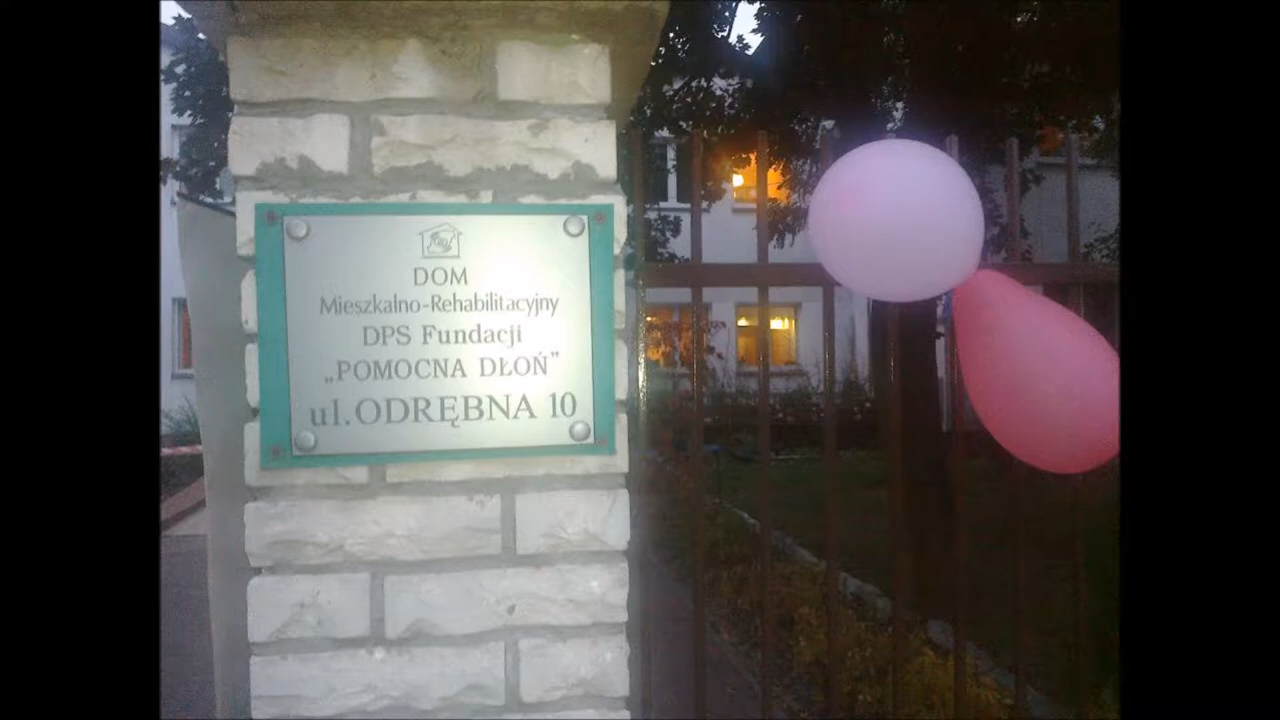 DOM
Mieszkalno-Rehabilitacyjny
DPS Fundacji
„POMOCNA DŁOŃ”
ul. ODRĘBNA 10